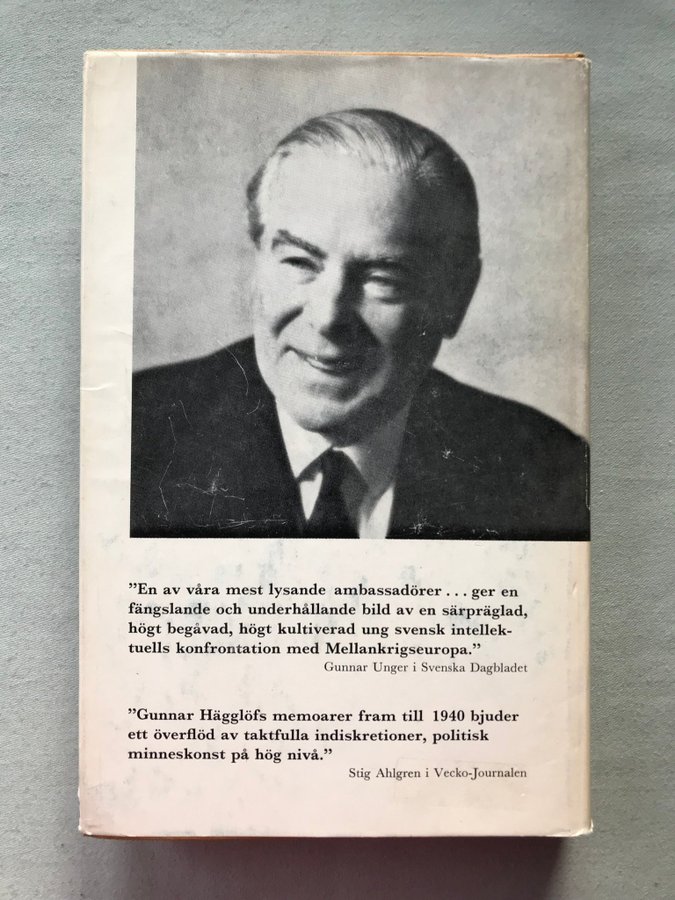 ”En av våra mest lysande ambassadörer . . . ger en
fängslande och underhållande bild av en särpräglad,
högt begåvad, högt kultiverad ung svensk intellek-
tuells konfrontation med Mellankrigseuropa.”
Gunnar Unger i Svenska Dagbladet
”Gunnar Hägglöfs memoarer fram till 1940 bjuder
ett överflöd av taktfulla indiskretioner, politisk
minneskonst på hög nivå.”
Stig Ahlgren i Vecko-Journalen